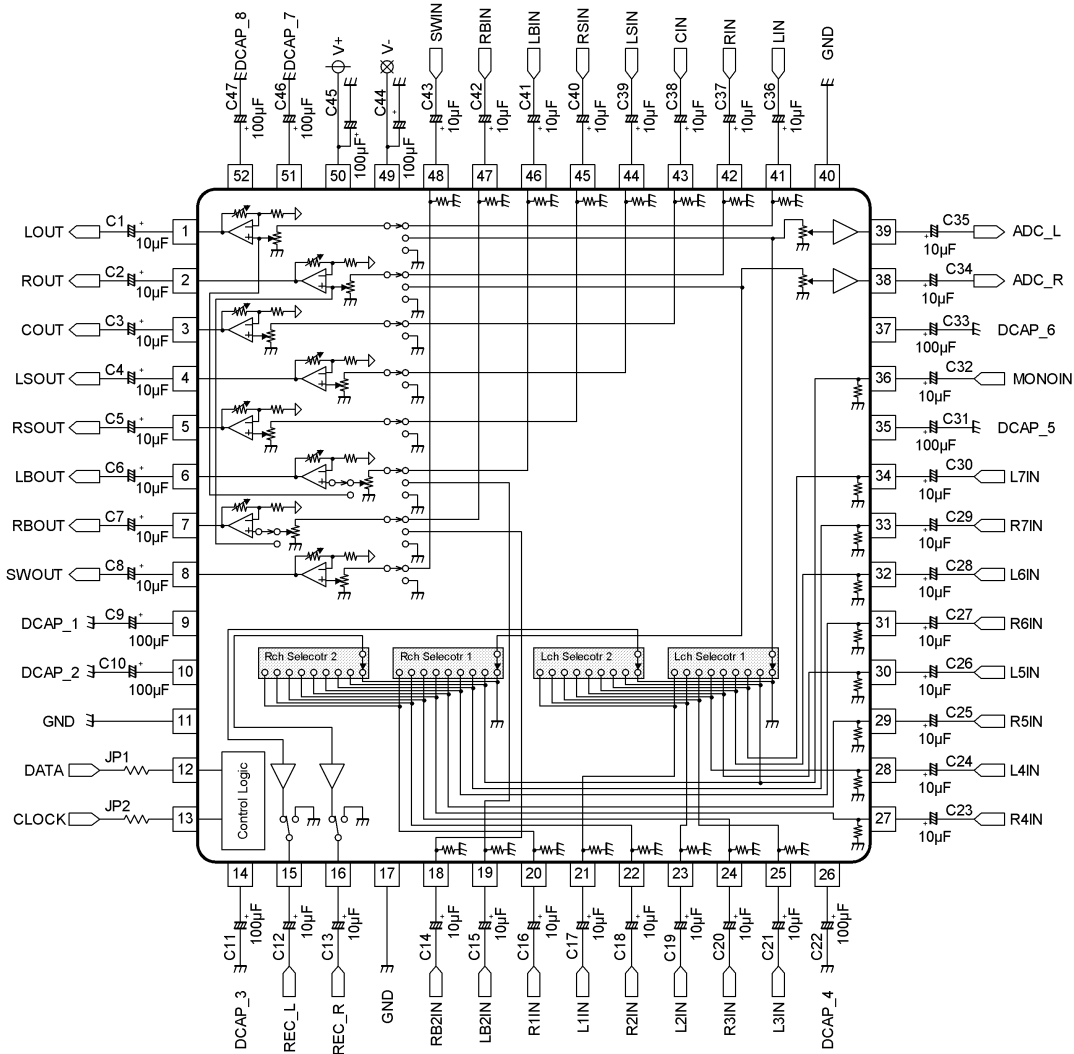 DCAP_8
DCAP_7
V+
V-
SWIN
RBIN
LBIN
RSIN
LSIN
CIN
RIN
LIN
GND
C47
100µF
C46
100µF
C45
100µF
C44
100µF
C43
10µF
C42
10µF
C41
10µF
C40
10µF
C39
10µF
C38
10µF
C37
10µF
C36
10µF
52
51
50
49
48
47
46
45
44
43
42
41
40
LOUT
C1
10µF
1
39
C35
10µF
ADC_L
ROUT
C2
10µF
2
38
C34
10µF
ADC_R
COUT
C3
10µF
3
37
C33
100µF
DCAP_6
LSOUT
C4
10µF
4
36
C32
10µF
MONOIN
RSOUT
C5
10µF
5
35
C31
100µF
DCAP_5
LBOUT
C6
10µF
6
34
C30
10µF
L7IN
RBOUT
C7
10µF
7
33
C29
10µF
R7IN
SWOUT
C8
10µF
8
32
C28
10µF
L6IN
DCAP_1
C9
100µF
9
31
C27
10µF
R6IN
Rch Selecotr 2
Rch Selecotr 1
Lch Selecotr 2
Lch Selecotr 1
DCAP_2
C10
100µF
10
30
C26
10µF
L5IN
GND
11
29
C25
10µF
R5IN
DATA
JP1
12
28
C24
10µF
L4IN
Control Logic
CLOCK
JP2
13
27
C23
10µF
R4IN
14
15
16
17
18
19
20
21
22
23
24
25
26
C11
100µF
C12
10µF
C13
10µF
C14
10µF
C15
10µF
C16
10µF
C17
10µF
C18
10µF
C19
10µF
C20
10µF
C21
10µF
C22
100µF
DCAP_3
REC_L
REC_R
GND
RB2IN
LB2IN
R1IN
L1IN
R2IN
L2IN
R3IN
L3IN
DCAP_4